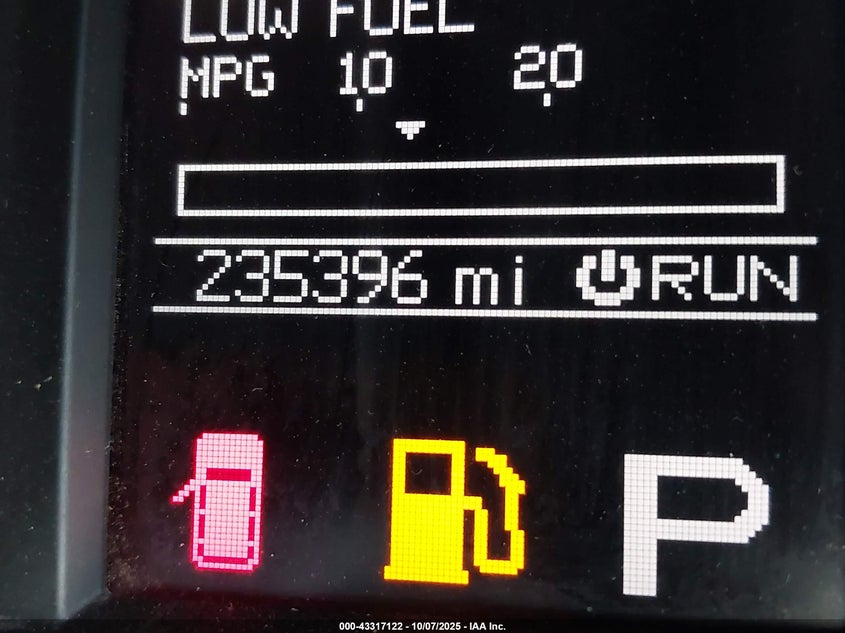 LOW FUEL
MPG 10 20
235396 mi RUN
P
000-43317122 - 10/07/2025 - IAA Inc.